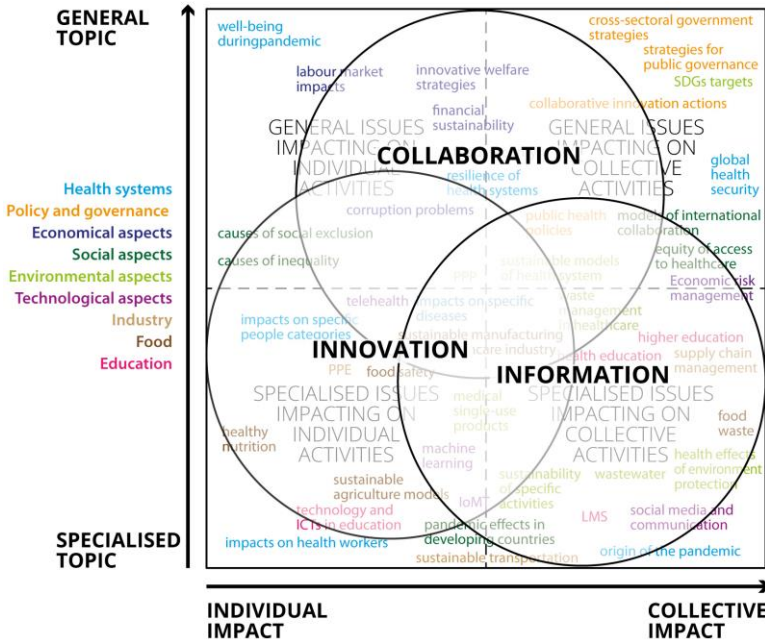 GENERAL
TOPIC
well-being
duringpandemic
cross-sectoral government
strategies
strategies for
public governance
SDGs targets
labour market
impacts
innovative welfare
strategies
collaborative innovation actions
financial
sustainability
GENERAL ISSUES
IMPACTING ON
INDIVIDUAL
ACTIVITIES
GENERAL ISSUES
IMPACTING ON
COLLECTIVE
ACTIVITIES
COLLABORATION
global
health
security
resilience of
health systems
corruption problems
public health
policies
models of international
collaboration
causes of social exclusion
causes of inequality
equity of access
to healthcare
sustainable models
of health system
PPP
Economic risk
management
Health systems
Policy and governance
Economical aspects
Social aspects
Environmental aspects
Technological aspects
Industry
Food
Education
telehealth
impacts on specific
diseases
waste
management
in healthcare
impacts on specific
people categories
sustainable manufacturing
care industry
higher education
INNOVATION
health education
supply chain
management
PPE
food safety
INFORMATION
SPECIALISED ISSUES
IMPACTING ON
INDIVIDUAL
ACTIVITIES
medical
single-use
products
SPECIALISED ISSUES
IMPACTING ON
COLLECTIVE
ACTIVITIES
food
waste
healthy
nutrition
machine
learning
health effects
of environment
protection
sustainable
agriculture models
sustainability
of specific
activities
wastewater
IoMT
technology and
ICTs in education
LMS
social media and
communication
pandemic effects in
developing countries
impacts on health workers
sustainable transportation
origin of the pandemic
SPECIALISED
TOPIC
INDIVIDUAL
IMPACT
COLLECTIVE
IMPACT